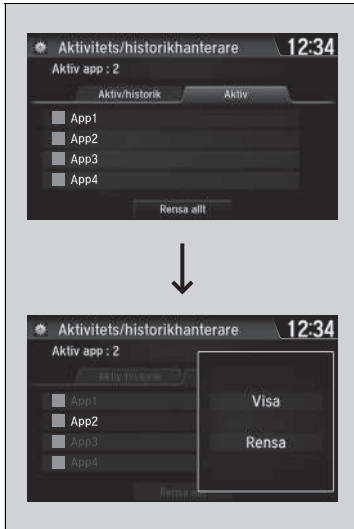 Aktivitets/historikhanterare 12:34
Aktiv app : 2
Aktiv/historik Aktiv
App1
App2
App3
App4
Rensa allt
Aktivitets/historikhanterare 12:34
Aktiv app : 2
Aktiv/historik
App1
App2
App3
App4
Visa
Rensa
Rensa allt